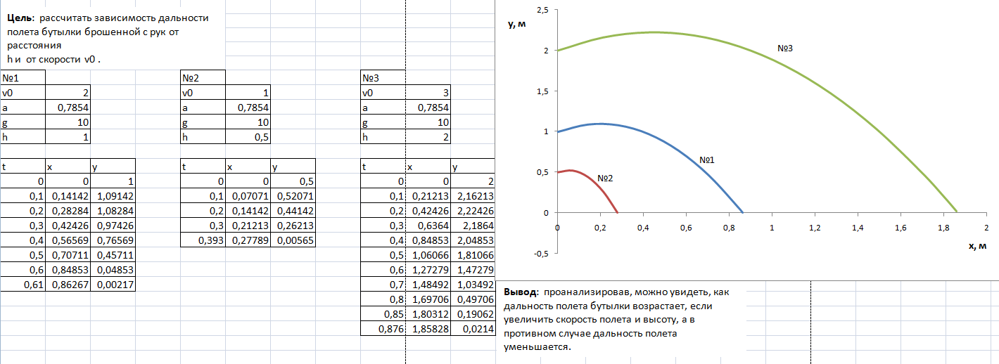 Цель: рассчитать зависимость дальности
полета бутылки брошенной с рук от
расстояния
h и от скорости v0 .
№1 №2 №3
v0 2 v0 1 v0 3
a 0,7854 a 0,7854 a 0,7854
g 10 g 10 g 10
h 1 h 0,5 h 2
t x y t x y t x y
0 0 1 0 0 0,5 0 0 2
0,1 0,14142 1,09142 0,1 0,07071 0,52071 0,1 0,21213 2,16213
0,2 0,28284 1,08284 0,2 0,14142 0,44142 0,2 0,42426 2,22426
0,3 0,42426 0,97426 0,3 0,21213 0,26213 0,3 0,6364 2,1864
0,4 0,56569 0,76569 0,393 0,27789 0,00565 0,4 0,84853 2,04853
0,5 0,70711 0,45711 0,5 1,06066 1,81066
0,6 0,84853 0,04853 0,6 1,27279 1,47279
0,61 0,86267 0,00217 0,7 1,48492 1,03492
0,8 1,69706 0,49706
0,85 1,80312 0,19062
0,876 1,85828 0,0214
y, м
2,5
2
1,5
1
0,5
0
-0,5
№3
№1
№2
0 0,2 0,4 0,6 0,8 1 1,2 1,4 1,6 1,8 2
x, м
Вывод: проанализировав, можно увидеть, как
дальность полета бутылки возрастает, если
увеличить скорость полета и высоту, а в
противном случае дальность полета
уменьшается.